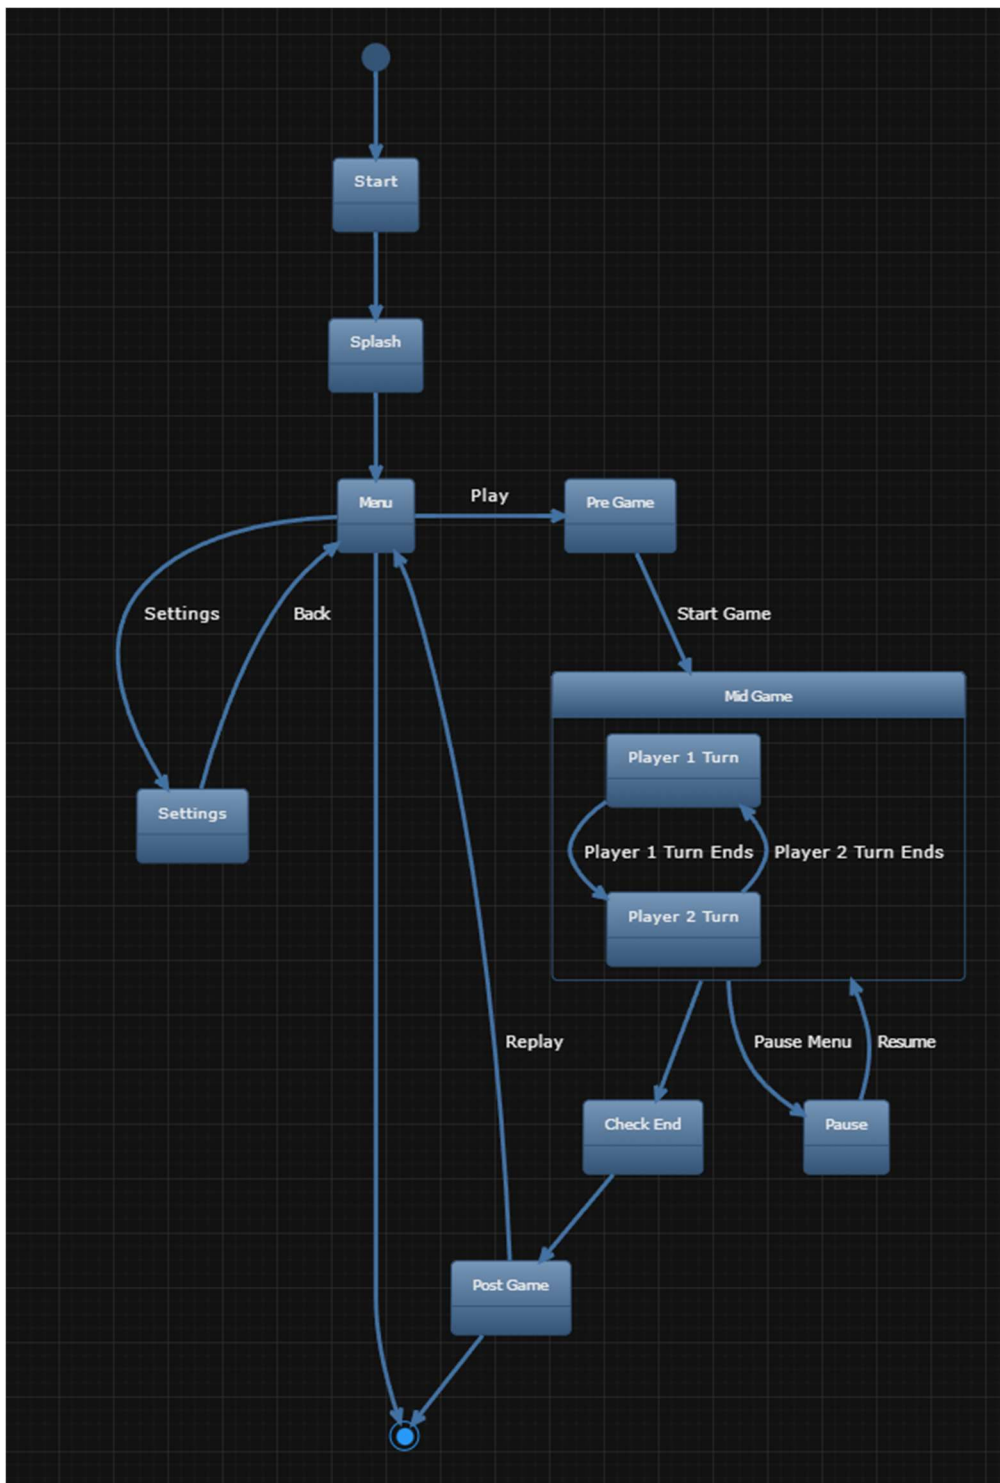 Start
Splash
Menu
Play
Pre Game
Settings
Back
Start Game
Mid Game
Player 1 Turn
Settings
Player 1 Turn Ends
Player 2 Turn Ends
Player 2 Turn
Replay
Pause Menu
Resume
Check End
Pause
Post Game